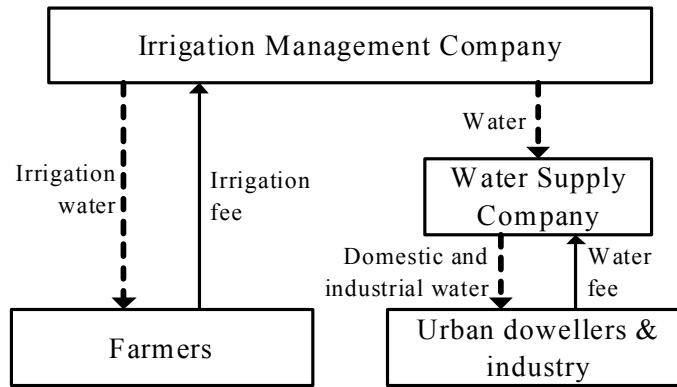 Irrigation Management Company
Water
Irrigation
water
Irrigation
fee
Water Supply
Company
Domestic and
industrial water
Water
fee
Farmers
Urban dowellers &
industry